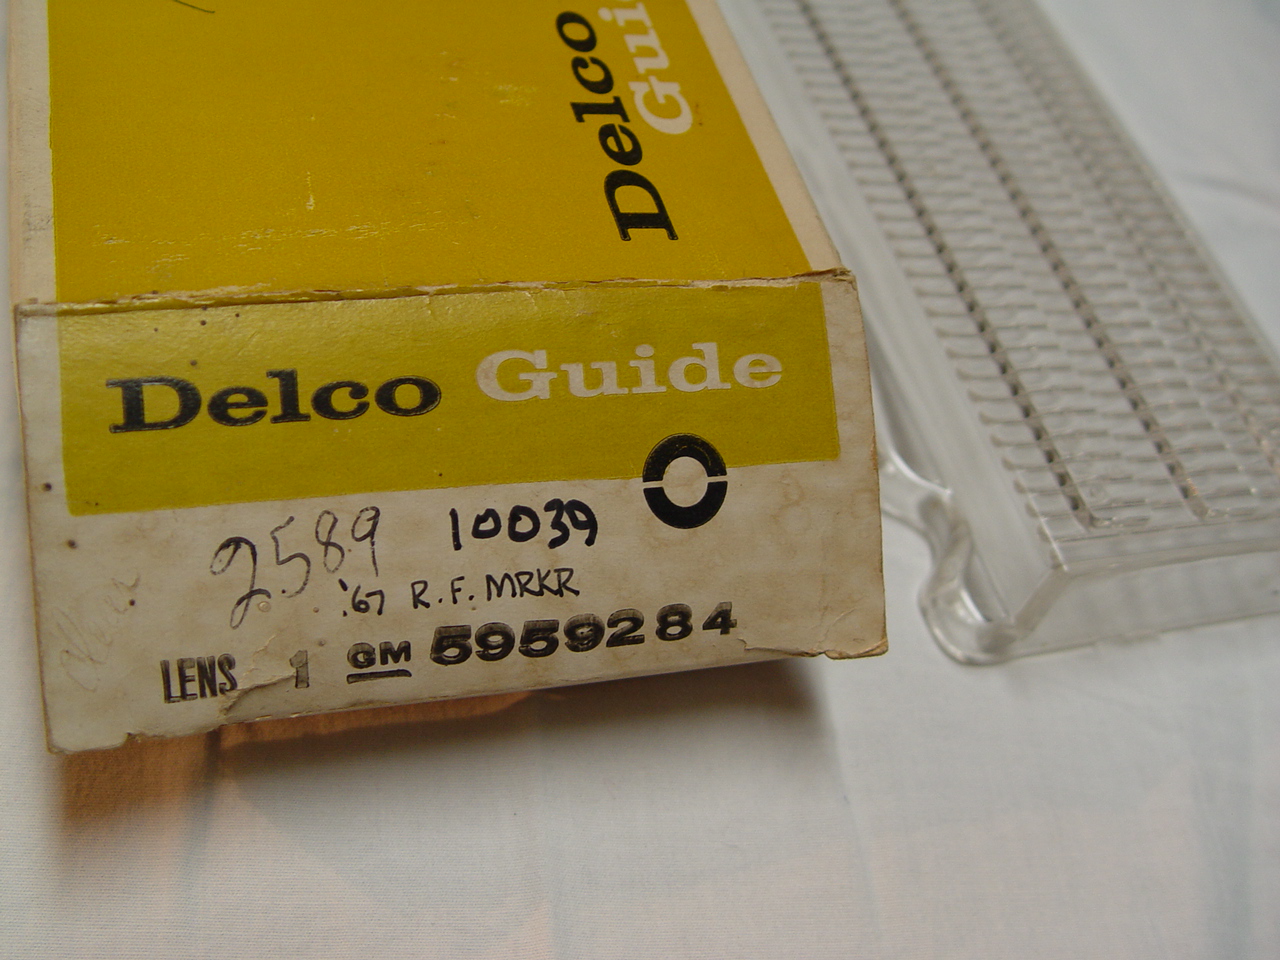 Delco
Gui
Delco Guide
2589 10039
'67 R.F. MRKR
LENS 1 GM 5959284